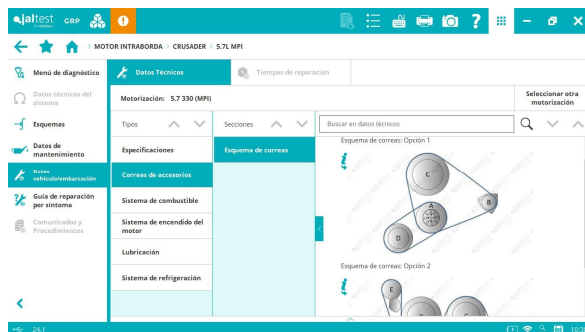 jaltest GRP
MOTOR INTRABORDA > CRUSADER > 5.7L MPI
Menú de diagnóstico
Datos técnicos del sistema
Esquemas
Datos de mantenimiento
Datos vehículo/embarcación
Guía de reparación por síntoma
Comunicados y Procedimientos
Datos Técnicos
Tiempos de reparación
Motorización: 5.7 330 (MPI)
Seleccionar otra motorización
Tipos
Secciones
Buscar en datos técnicos
Especificaciones
Correas de accesorios
Sistema de combustible
Sistema de encendido del motor
Lubricación
Sistema de refrigeración
Esquema de correas
Esquema de correas: Opción 1
C
A
B
D
Esquema de correas: Opción 2
E
24.1